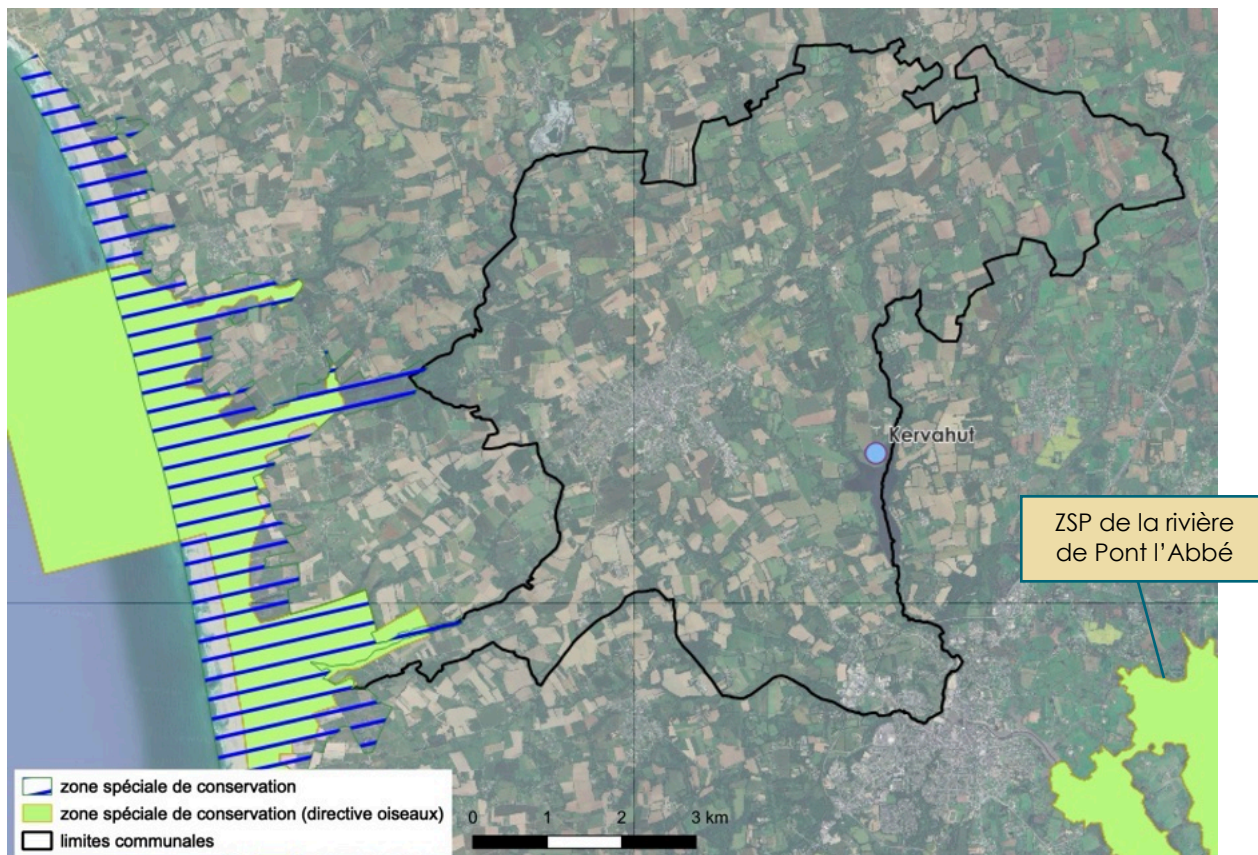 Kervahut
ZSP de la rivière
de Pont l'Abbé
zone spéciale de conservation
zone spéciale de conservation (directive oiseaux)
limites communales
0 1 2 3 km